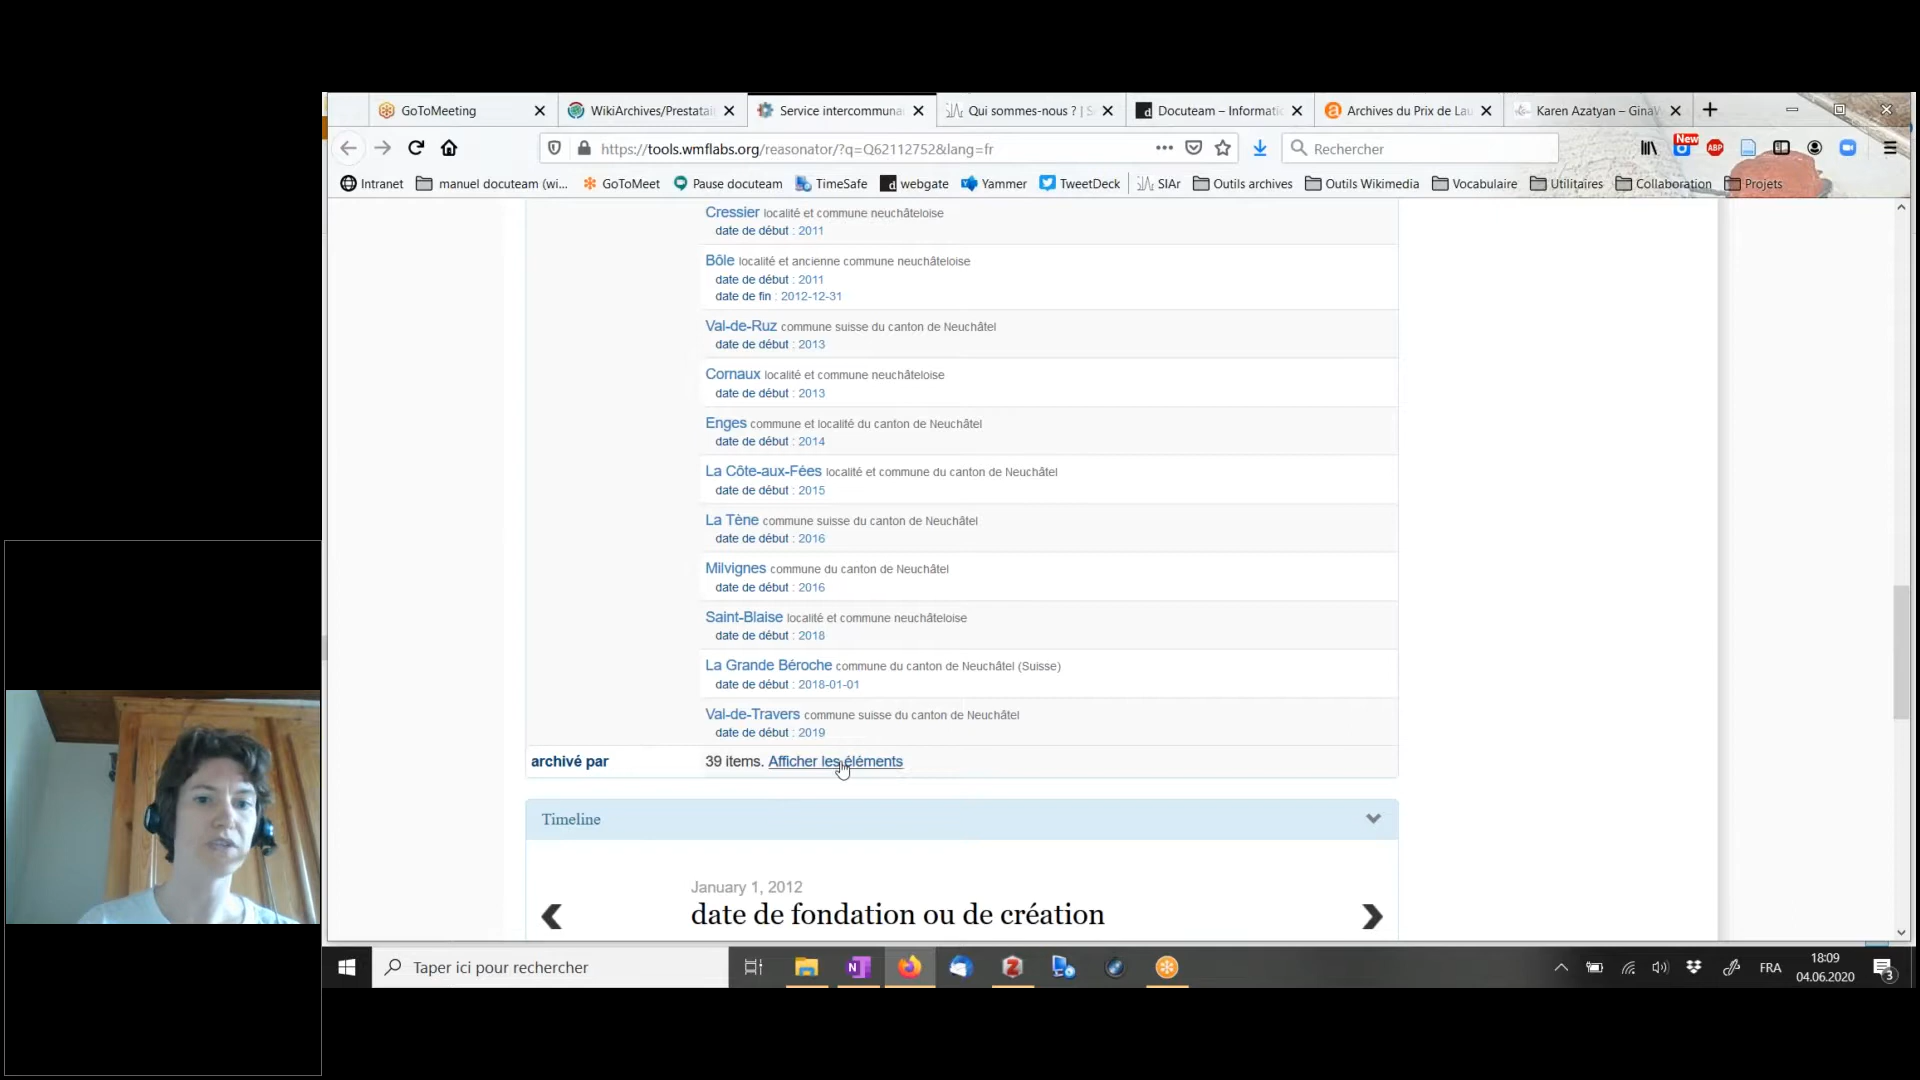 GoToMeeting
WikiArchives/Prestatai
Service intercommuna
Qui sommes-nous ? | S
Docuteam – Informatio
Archives du Prix de Lau
Karen Azatyan – GinaW
https://tools.wmflabs.org/reasonator/?q=Q62112752&lang=fr
Rechercher
New
ABP
Intranet
manuel docuteam (wi...
GoToMeet
Pause docuteam
TimeSafe
webgate
Yammer
TweetDeck
SIAr
Outils archives
Outils Wikimedia
Vocabulaire
Utilitaires
Collaboration
Projets
Cressier localité et commune neuchâteloise
date de début : 2011
Bôle localité et ancienne commune neuchâteloise
date de début : 2011
date de fin : 2012-12-31
Val-de-Ruz commune suisse du canton de Neuchâtel
date de début : 2013
Cornaux localité et commune neuchâteloise
date de début : 2013
Enges commune et localité du canton de Neuchâtel
date de début : 2014
La Côte-aux-Fées localité et commune du canton de Neuchâtel
date de début : 2015
La Tène commune suisse du canton de Neuchâtel
date de début : 2016
Milvignes commune du canton de Neuchâtel
date de début : 2016
Saint-Blaise localité et commune neuchâteloise
date de début : 2018
La Grande Béroche commune du canton de Neuchâtel (Suisse)
date de début : 2018-01-01
Val-de-Travers commune suisse du canton de Neuchâtel
date de début : 2019
archivé par 39 items. Afficher les éléments
Timeline
January 1, 2012
date de fondation ou de création
Taper ici pour rechercher
FRA
18:09
04.06.2020
3